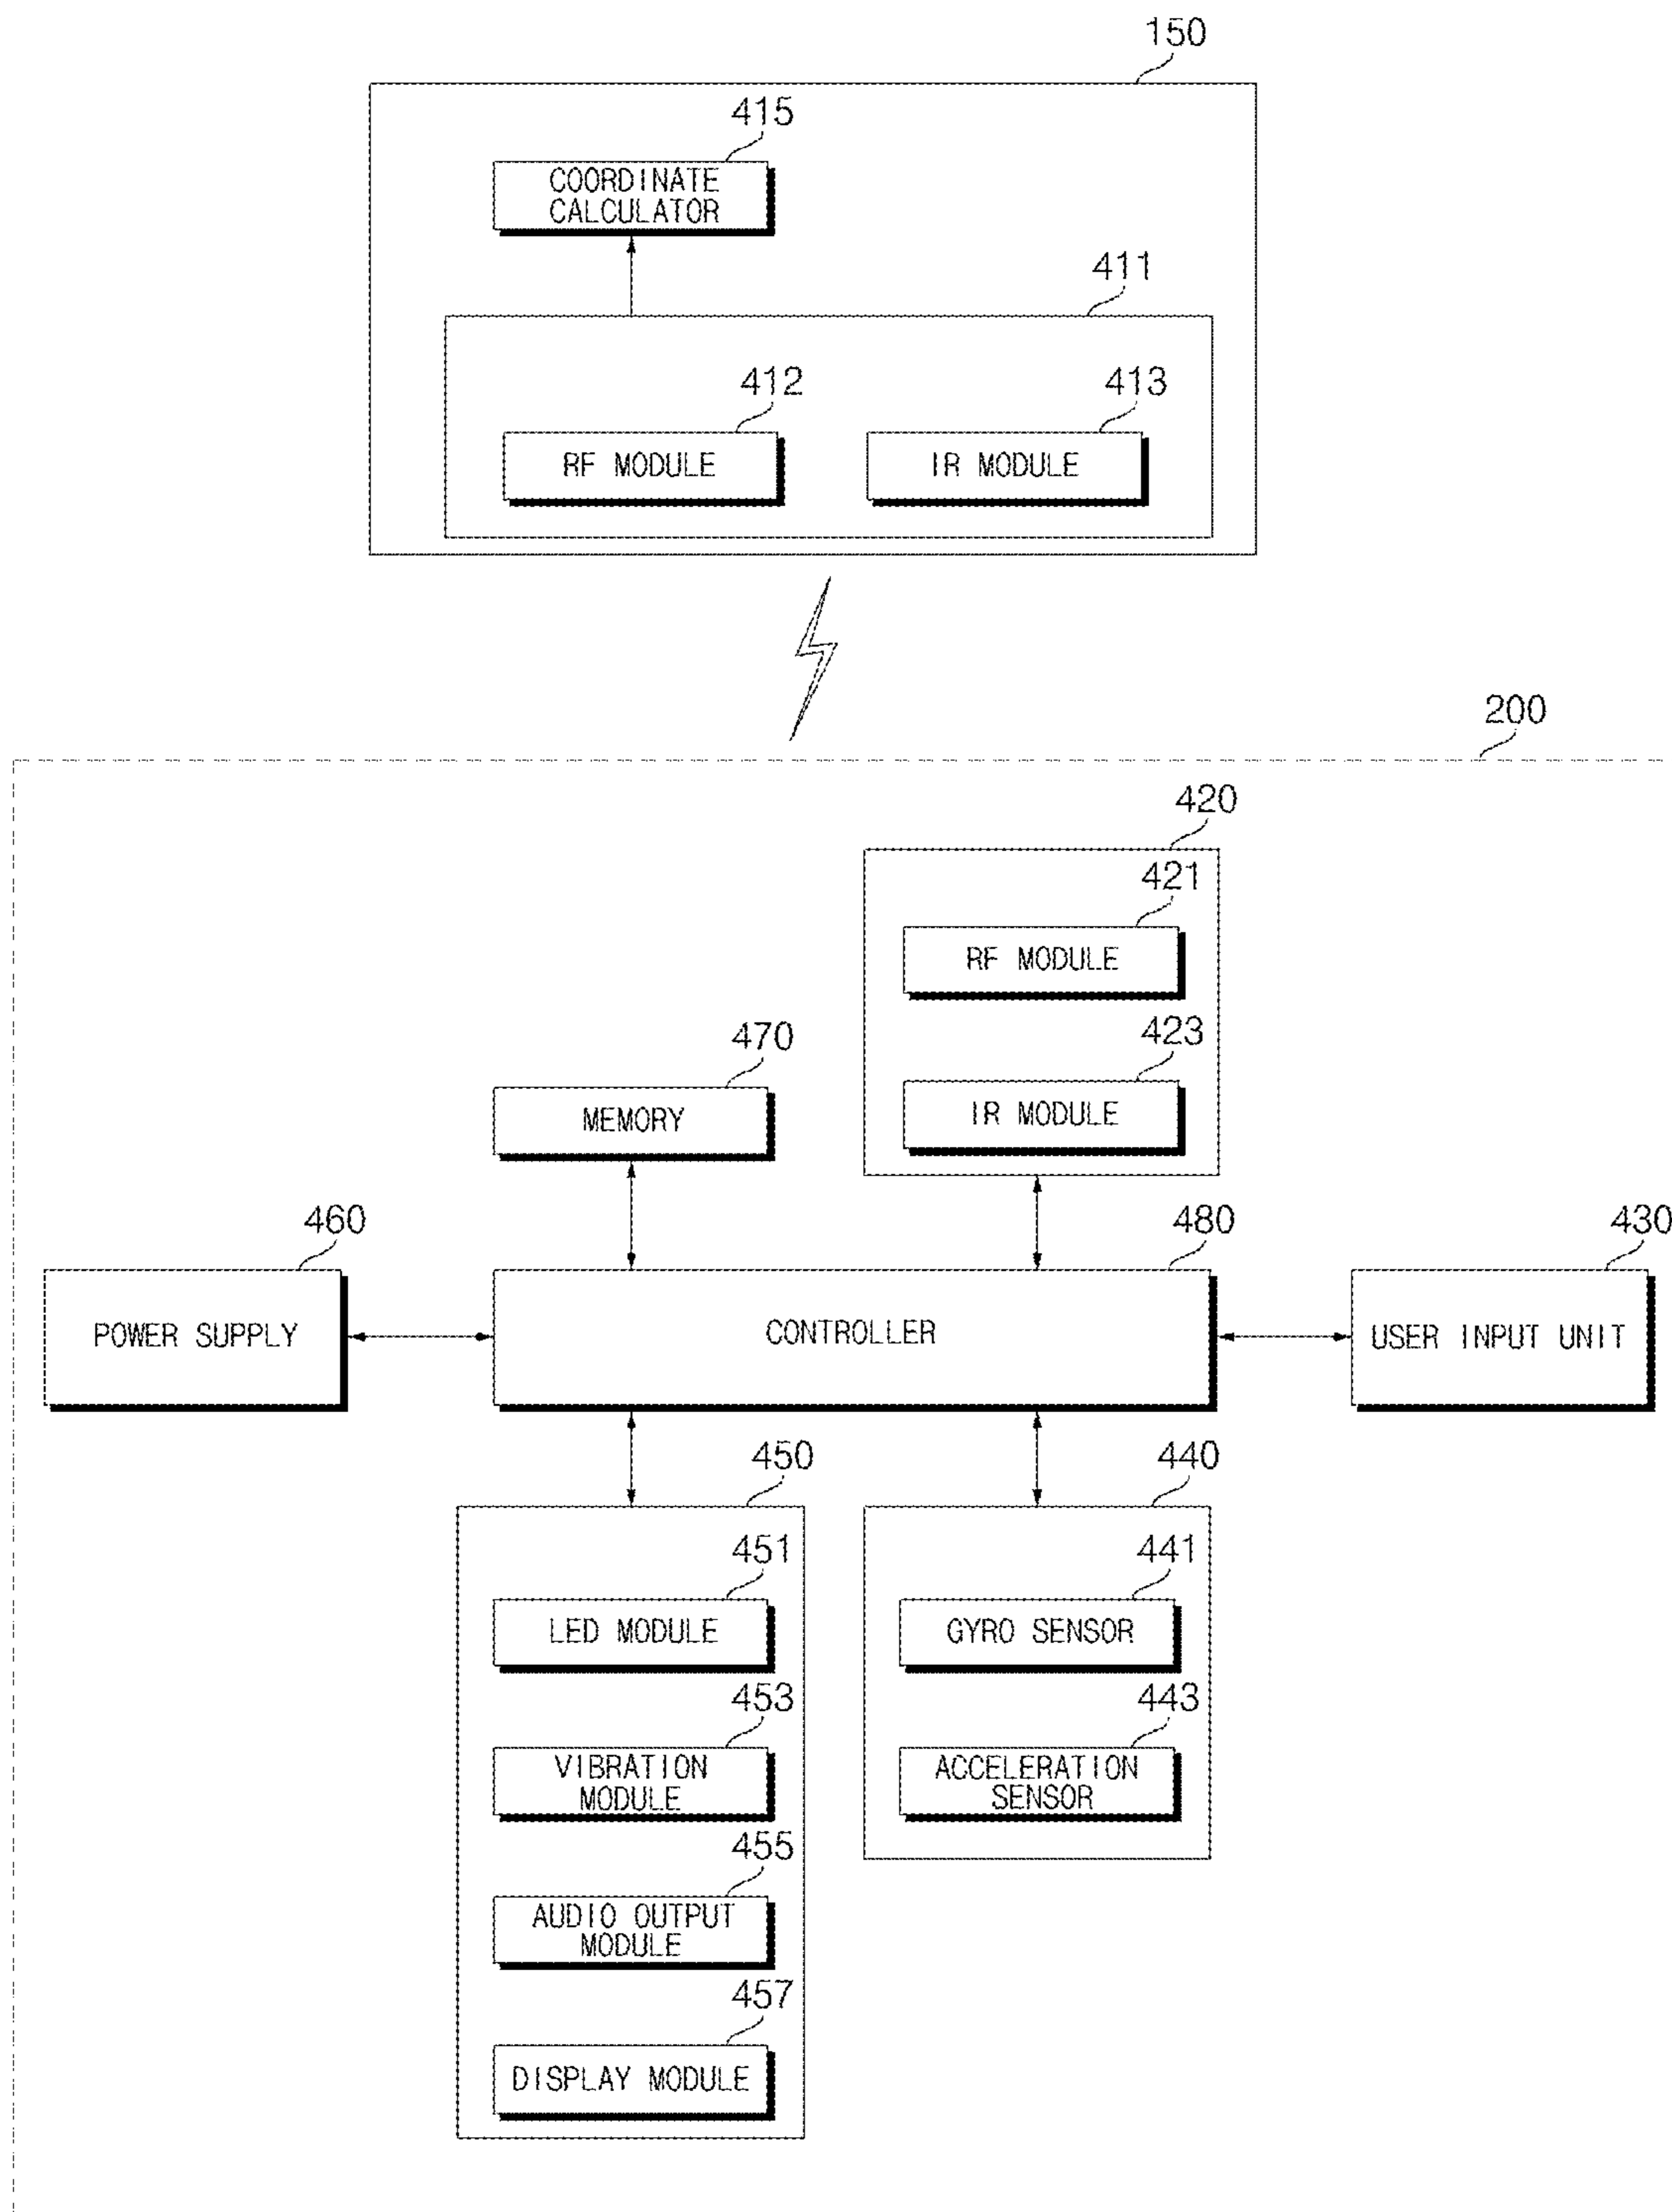 150
415
COORDINATE
CALCULATOR
411
412
413
RF MODULE
IR MODULE
200
420
421
RF MODULE
470
423
MEMORY
IR MODULE
460
480
430
POWER SUPPLY
CONTROLLER
USER INPUT UNIT
450
440
451
441
LED MODULE
GYRO SENSOR
453
443
VIBRATION
MODULE
ACCELERATION
SENSOR
455
AUDIO OUTPUT
MODULE
457
DISPLAY MODULE